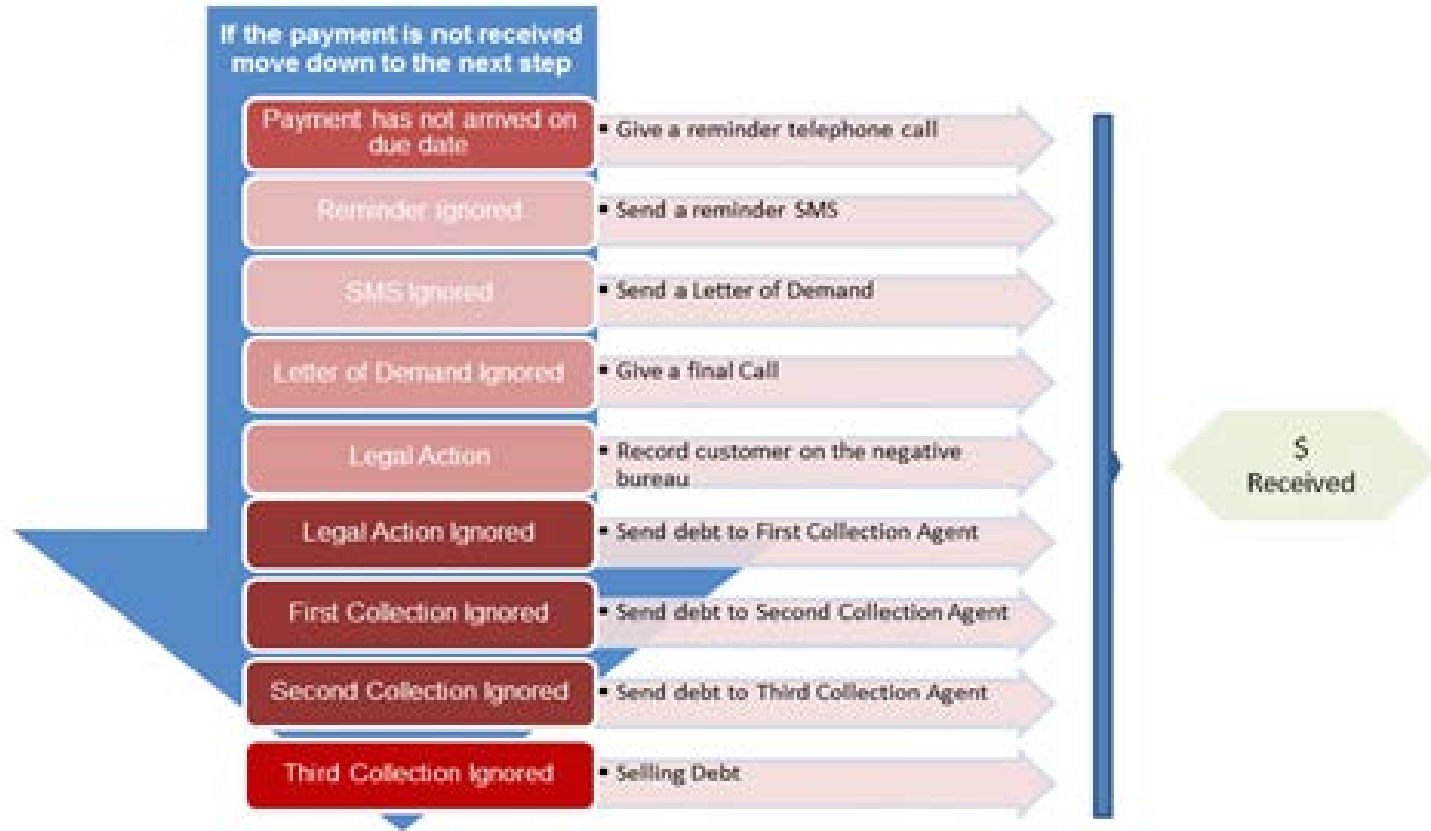 If the payment is not received
move down to the next step
Payment has not arrived on
due date
▪ Give a reminder telephone call
Reminder Ignored
▪ Send a reminder SMS
SMS Ignored
▪ Send a Letter of Demand
Letter of Demand Ignored
▪ Give a final Call
Legal Action
▪ Record customer on the negative
bureau
Legal Action Ignored
▪ Send debt to First Collection Agent
First Collection Ignored
▪ Send debt to Second Collection Agent
Second Collection Ignored
▪ Send debt to Third Collection Agent
Third Collection Ignored
▪ Selling Debt
$
Received